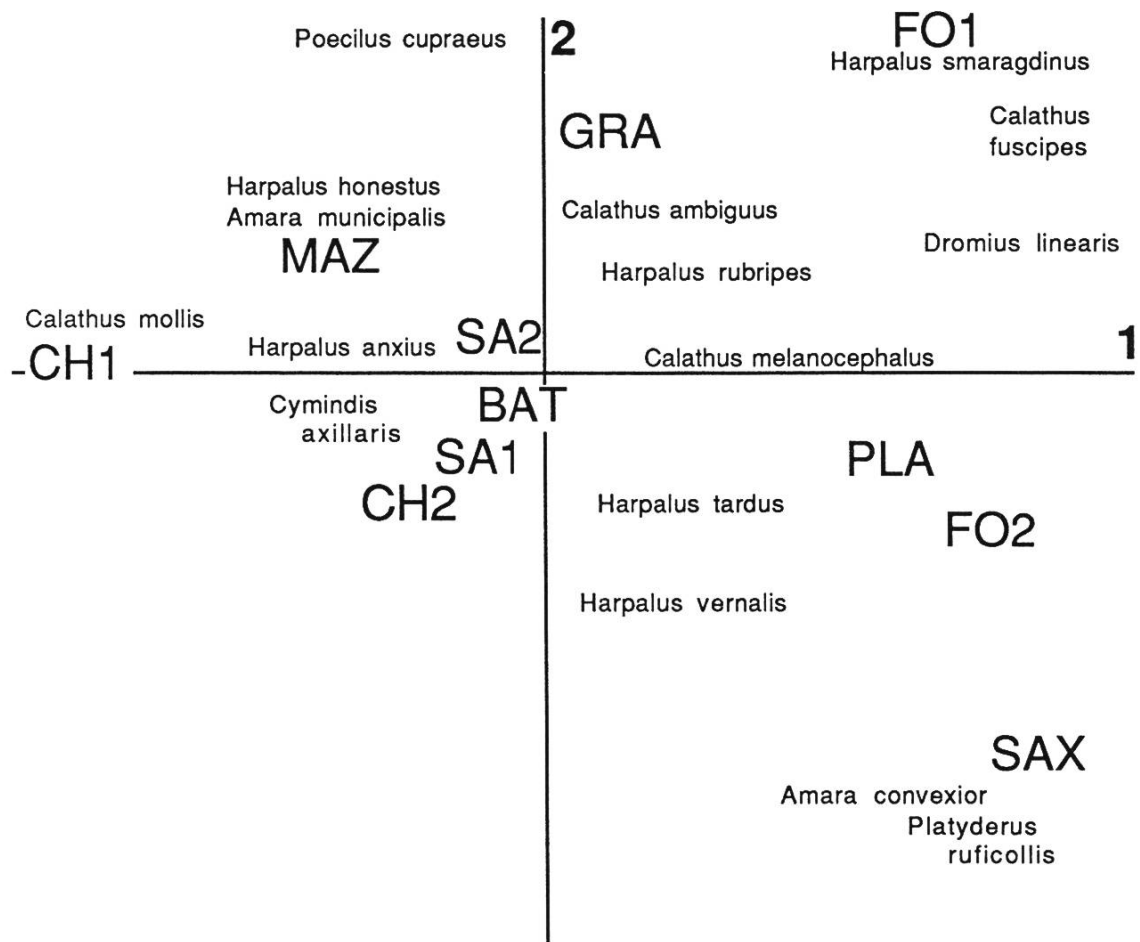 Poecilus cupraeus
2
FO1
Harpalus smaragdinus
Calathus
fuscipes
GRA
Harpalus honestus
Amara municipalis
MAZ
Calathus ambiguus
Dromius linearis
Harpalus rubripes
Calathus mollis
CH1
Harpalus anxius
SA2
Calathus melanocephalus
1
Cymindis
axillaris
BAT
SA1
CH2
PLA
Harpalus tardus
FO2
Harpalus vernalis
SAX
Amara convexior
Platyderus
ruficollis